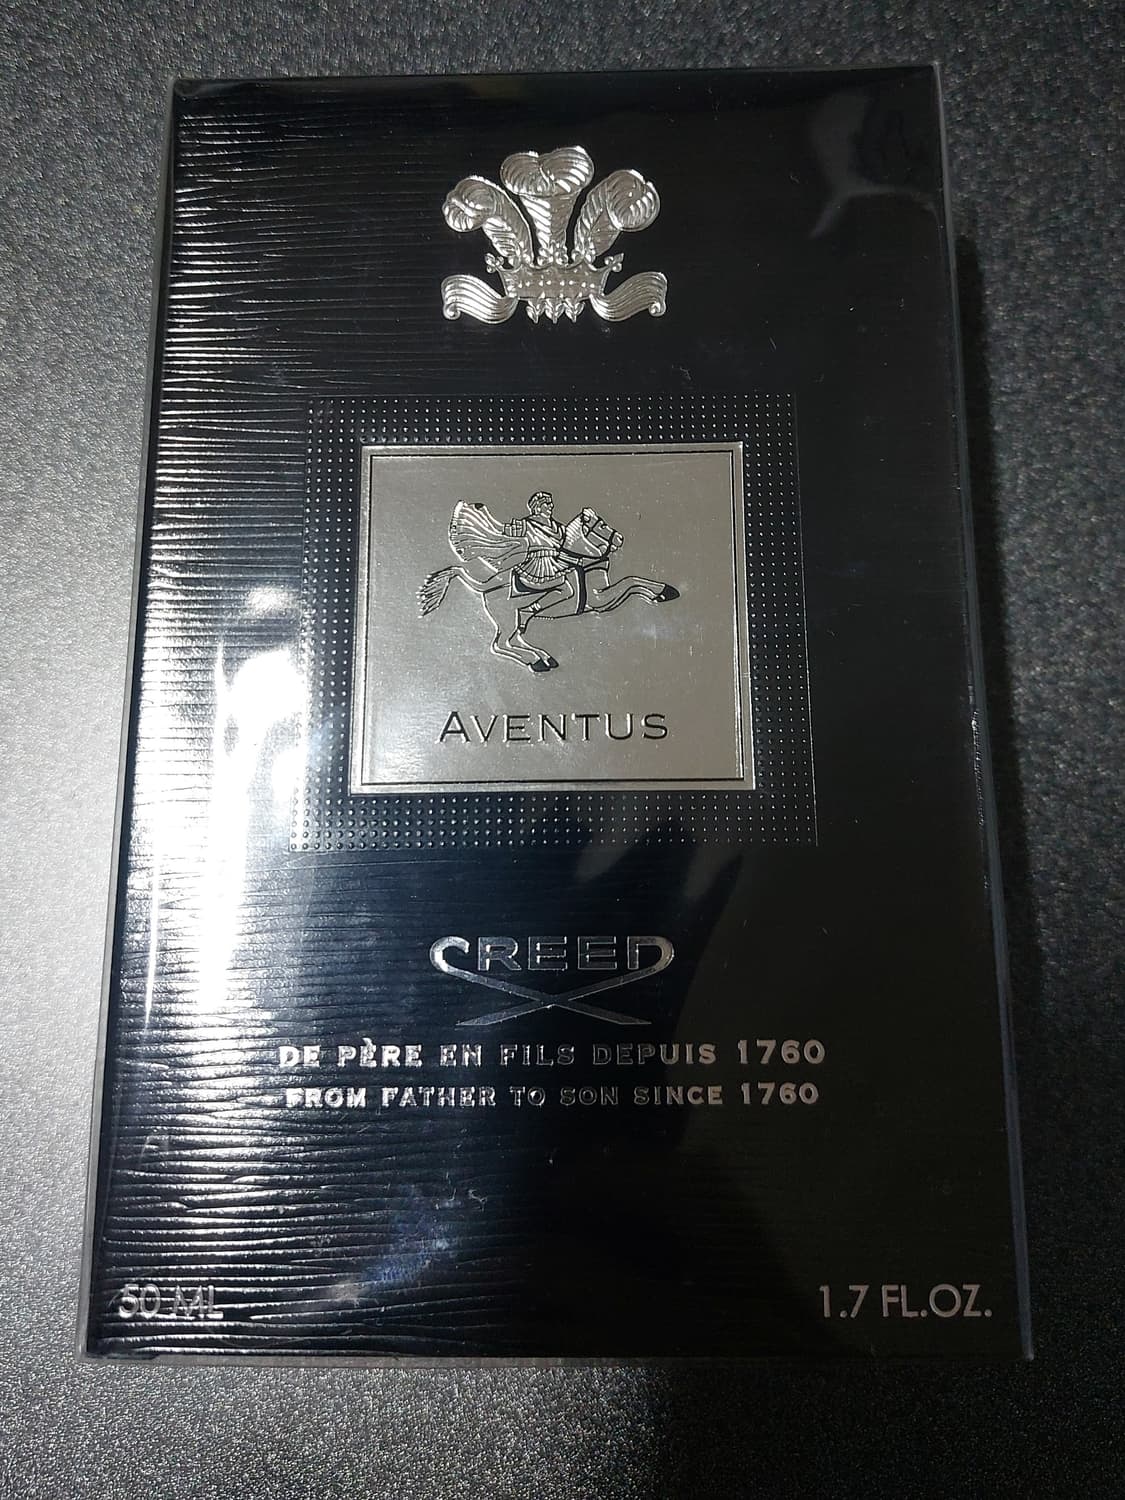 AVENTUS
CREED
DE PÈRE EN FILS DEPUIS 1760
FROM FATHER TO SON SINCE 1760
50 ML
1.7 FL.OZ.